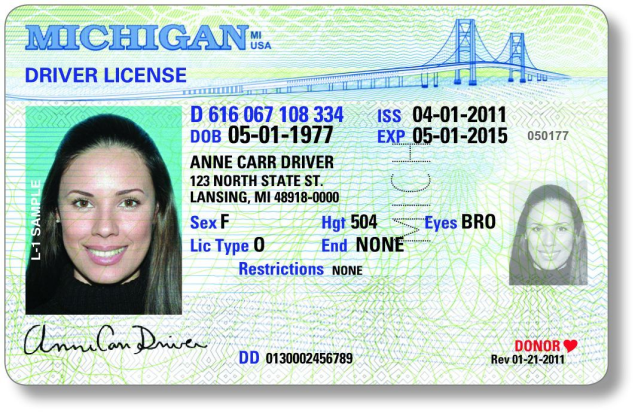 MICHIGAN MI
USA
DRIVER LICENSE
D 616 067 108 334 ISS 04-01-2011
DOB 05-01-1977 EXP 05-01-2015 050177
ANNE CARR DRIVER
123 NORTH STATE ST.
LANSING, MI 48918-0000
Sex F Hgt 504 Eyes BRO
Lic Type O End NONE
Restrictions NONE
L-1 SAMPLE
MICH
Anne Carr Driver
DONOR
DD 0130002456789 Rev 01-21-2011